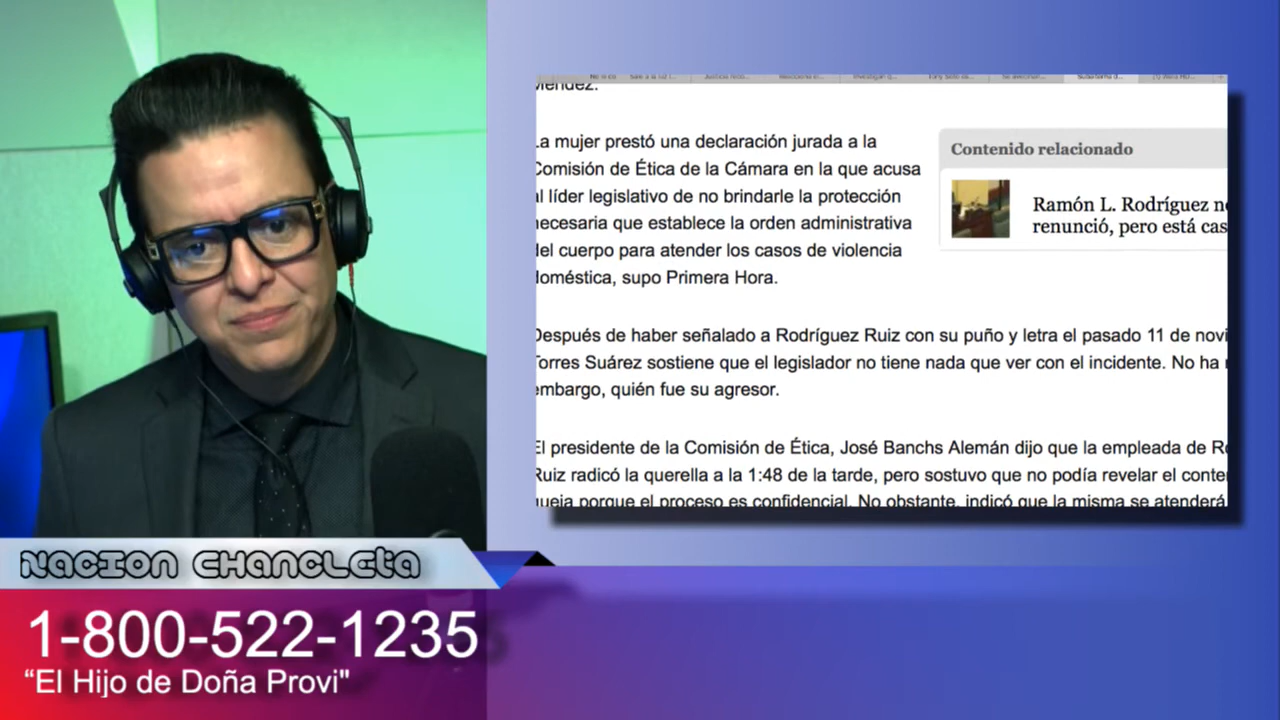 Méndez.
La mujer prestó una declaración jurada a la
Comisión de Ética de la Cámara en la que acusa
al líder legislativo de no brindarle la protección
necesaria que establece la orden administrativa
del cuerpo para atender los casos de violencia
doméstica, supo Primera Hora.
Contenido relacionado
Ramón L. Rodríguez
renunció, pero está
Después de haber señalado a Rodríguez Ruiz con su puño y letra el pasado 11 de novi
Torres Suárez sostiene que el legislador no tiene nada que ver con el incidente. No ha
embargo, quién fue su agresor.
El presidente de la Comisión de Ética, José Banchs Alemán dijo que la empleada de
Ruiz radicó la querella a la 1:48 de la tarde, pero sostuvo que no podía revelar el
queja porque el proceso es confidencial. No obstante, indicó que la misma se atenderá
NACION CHANCLETA
1-800-522-1235
“El Hijo de Doña Provi"